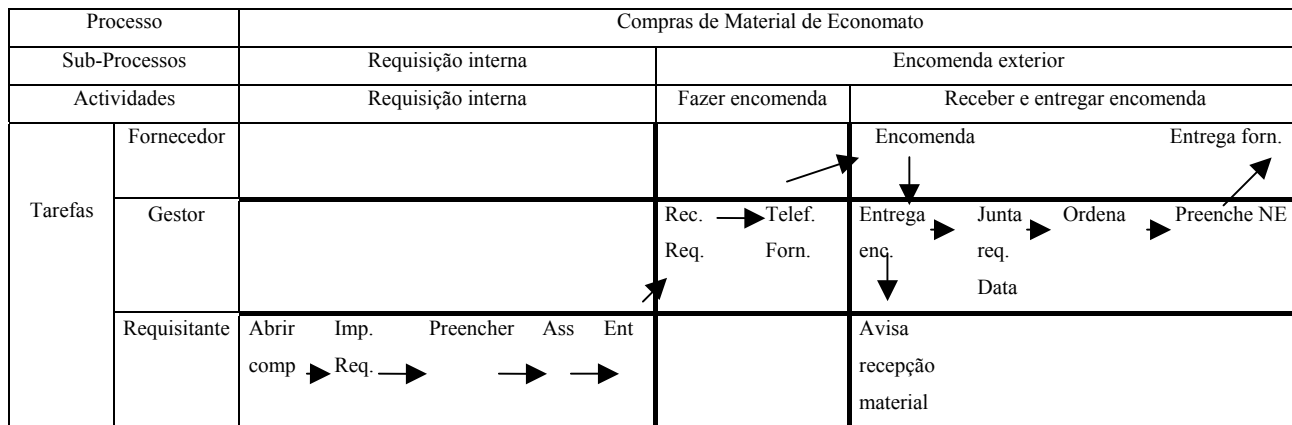 Processo Compras de Material de Economato
Sub-Processos Requisição interna Encomenda exterior
Actividades Requisição interna Fazer encomenda Receber e entregar encomenda
Tarefas
Fornecedor Encomenda Entrega forn.
Gestor Rec. Telef. Entrega Junta Ordena Preenche NE
Req. Forn. enc. req.
Data
Requisitante Abrir Imp. Preencher Ass Ent Avisa
comp Req. recepção
material